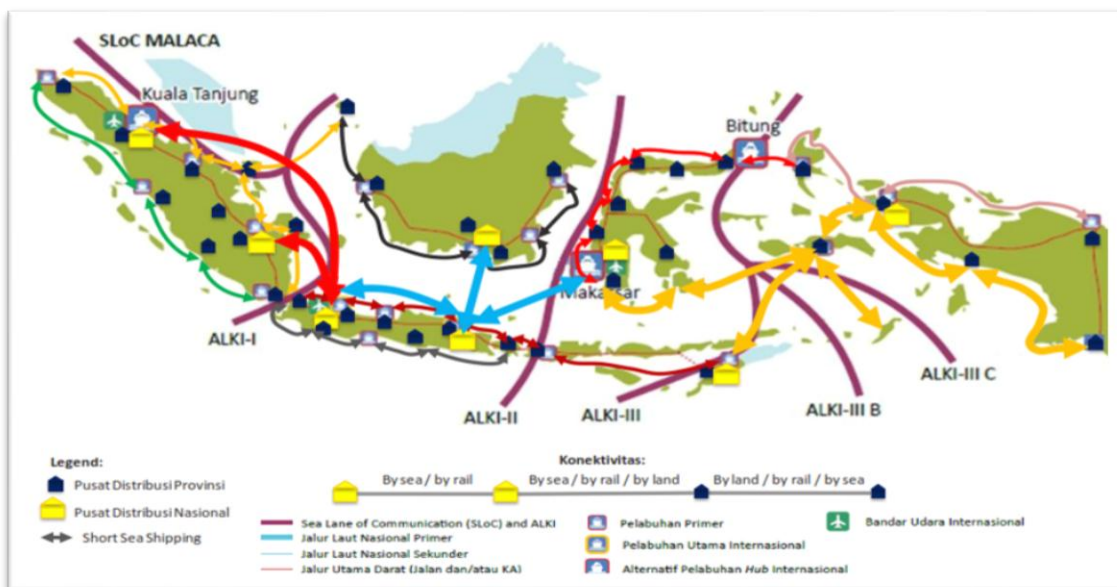 SLoC MALACA
Kuala Tanjung
Bitung
Makassar
ALKI-I
ALKI-II
ALKI-III
ALKI-III B
ALKI-III C
Legend:
Pusat Distribusi Provinsi
Pusat Distribusi Nasional
Short Sea Shipping
Konektivitas:
By sea / by rail
By sea / by rail / by land
By land / by rail / by sea
Sea Lane of Communication (SLoC) and ALKI
Jalur Laut Nasional Primer
Jalur Laut Nasional Sekunder
Jalur Utama Darat (Jalan dan/atau KA)
Pelabuhan Primer
Pelabuhan Utama Internasional
Alternatif Pelabuhan Hub Internasional
Bandar Udara Internasional